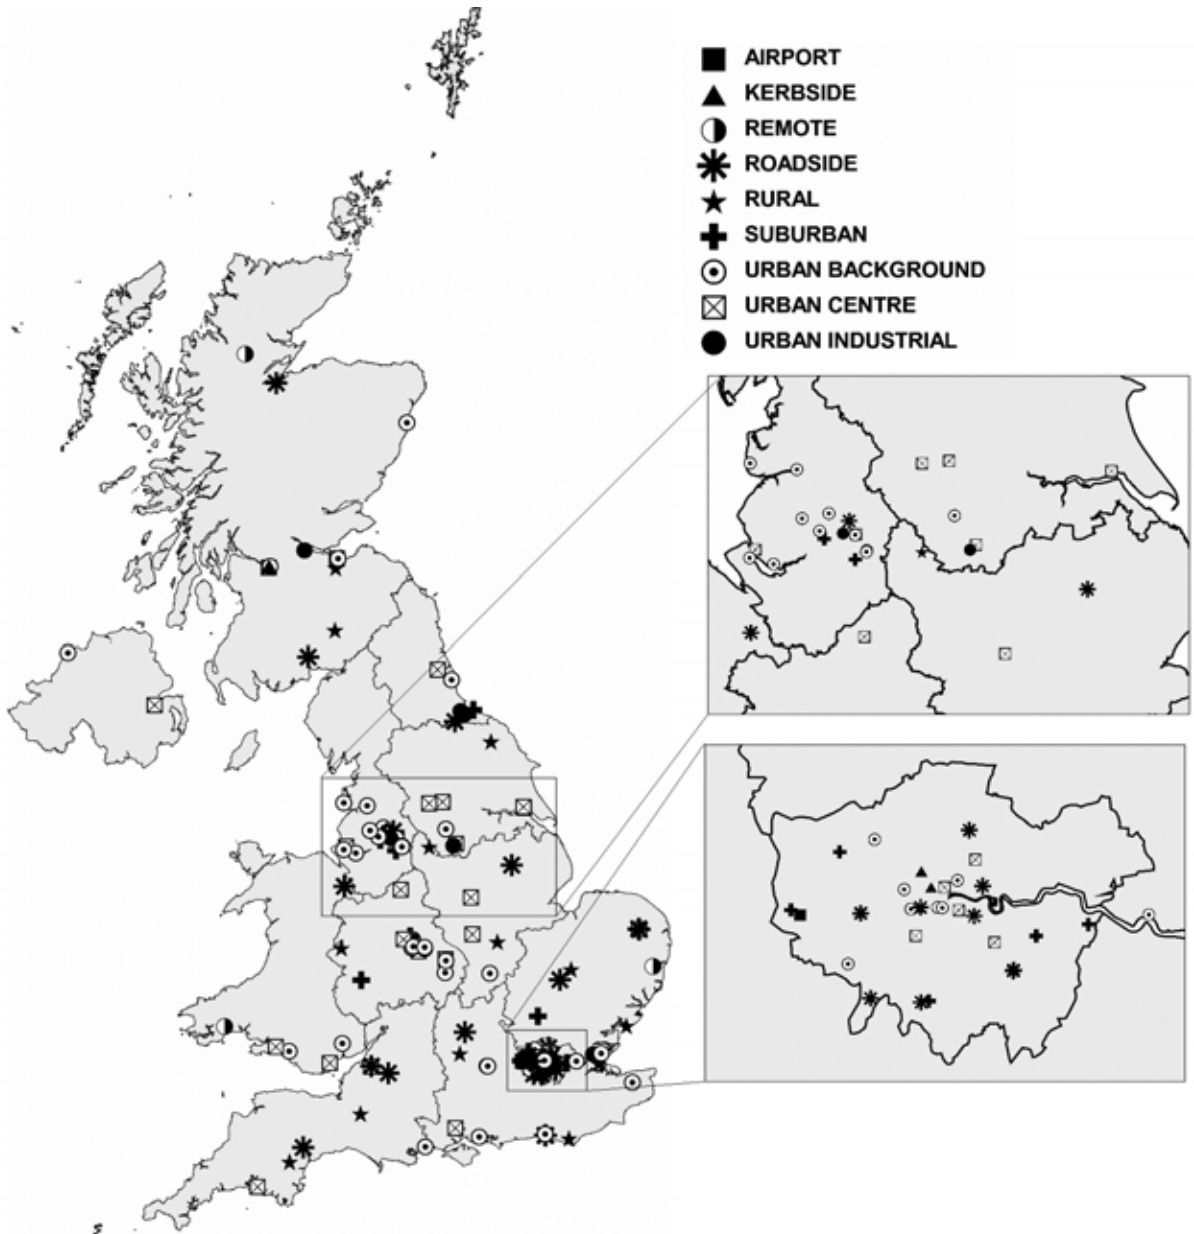 AIRPORT
KERBSIDE
REMOTE
ROADSIDE
RURAL
SUBURBAN
URBAN BACKGROUND
URBAN CENTRE
URBAN INDUSTRIAL